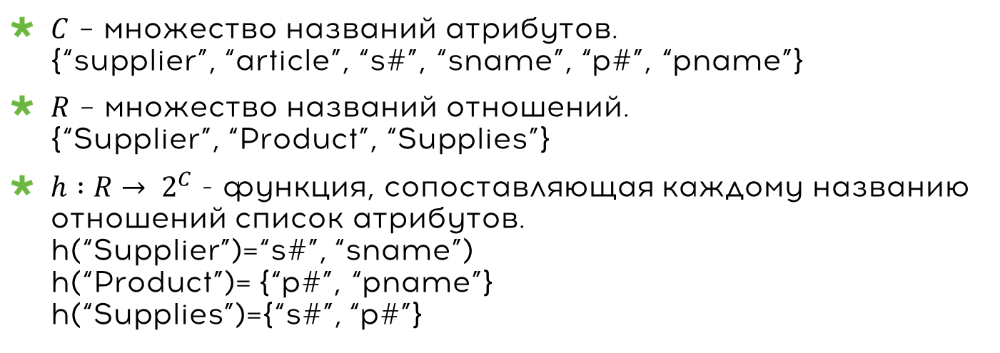 C – множество названий атрибутов.
{“supplier”, “article”, “s#”, “sname”, “p#”, “pname”}
R – множество названий отношений.
{“Supplier”, “Product”, “Supplies”}
h : R → 2^C - функция, сопоставляющая каждому названию
отношений список атрибутов.
h(“Supplier”)=“s#”, “sname”)
h(“Product”)= {“p#”, “pname”}
h(“Supplies”)={“s#”, “p#”}